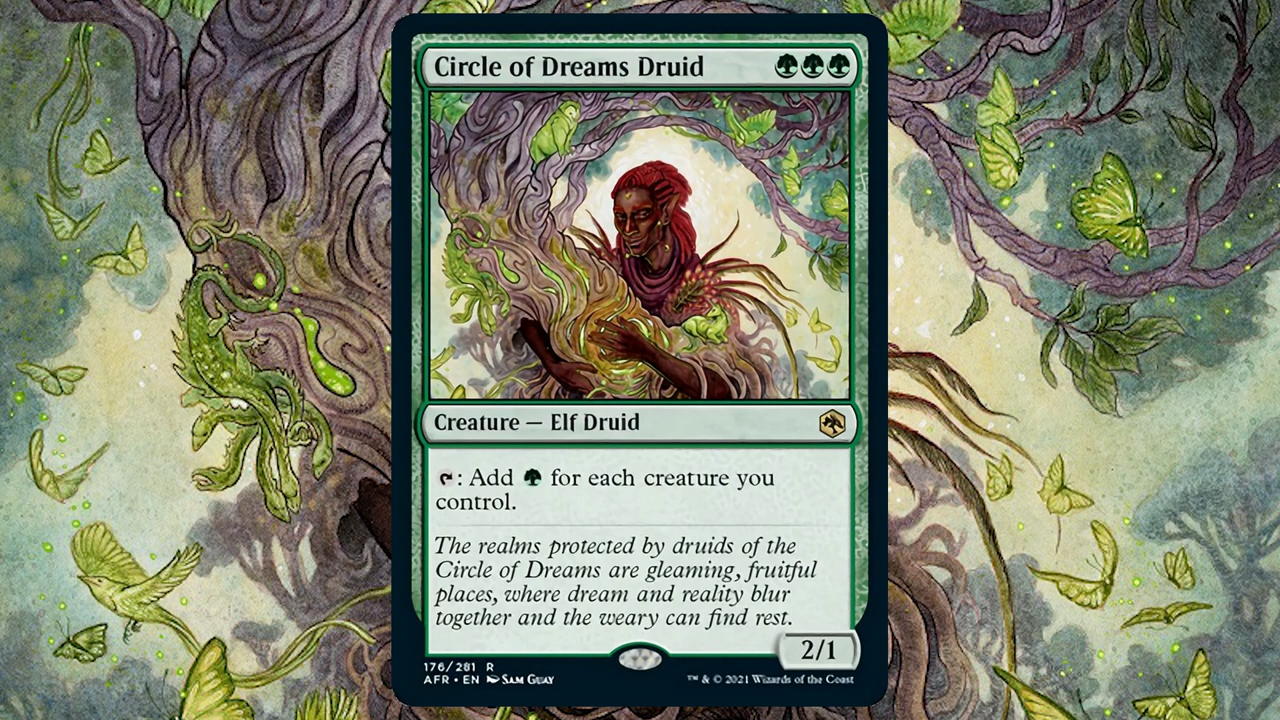 Circle of Dreams Druid
Creature — Elf Druid
: Add for each creature you
control.
The realms protected by druids of the
Circle of Dreams are gleaming, fruitful
places, where dream and reality blur
together and the weary can find rest.
2/1
176/281 R
AFR • EN Sam Guay
™ & © 2021 Wizards of the Coast